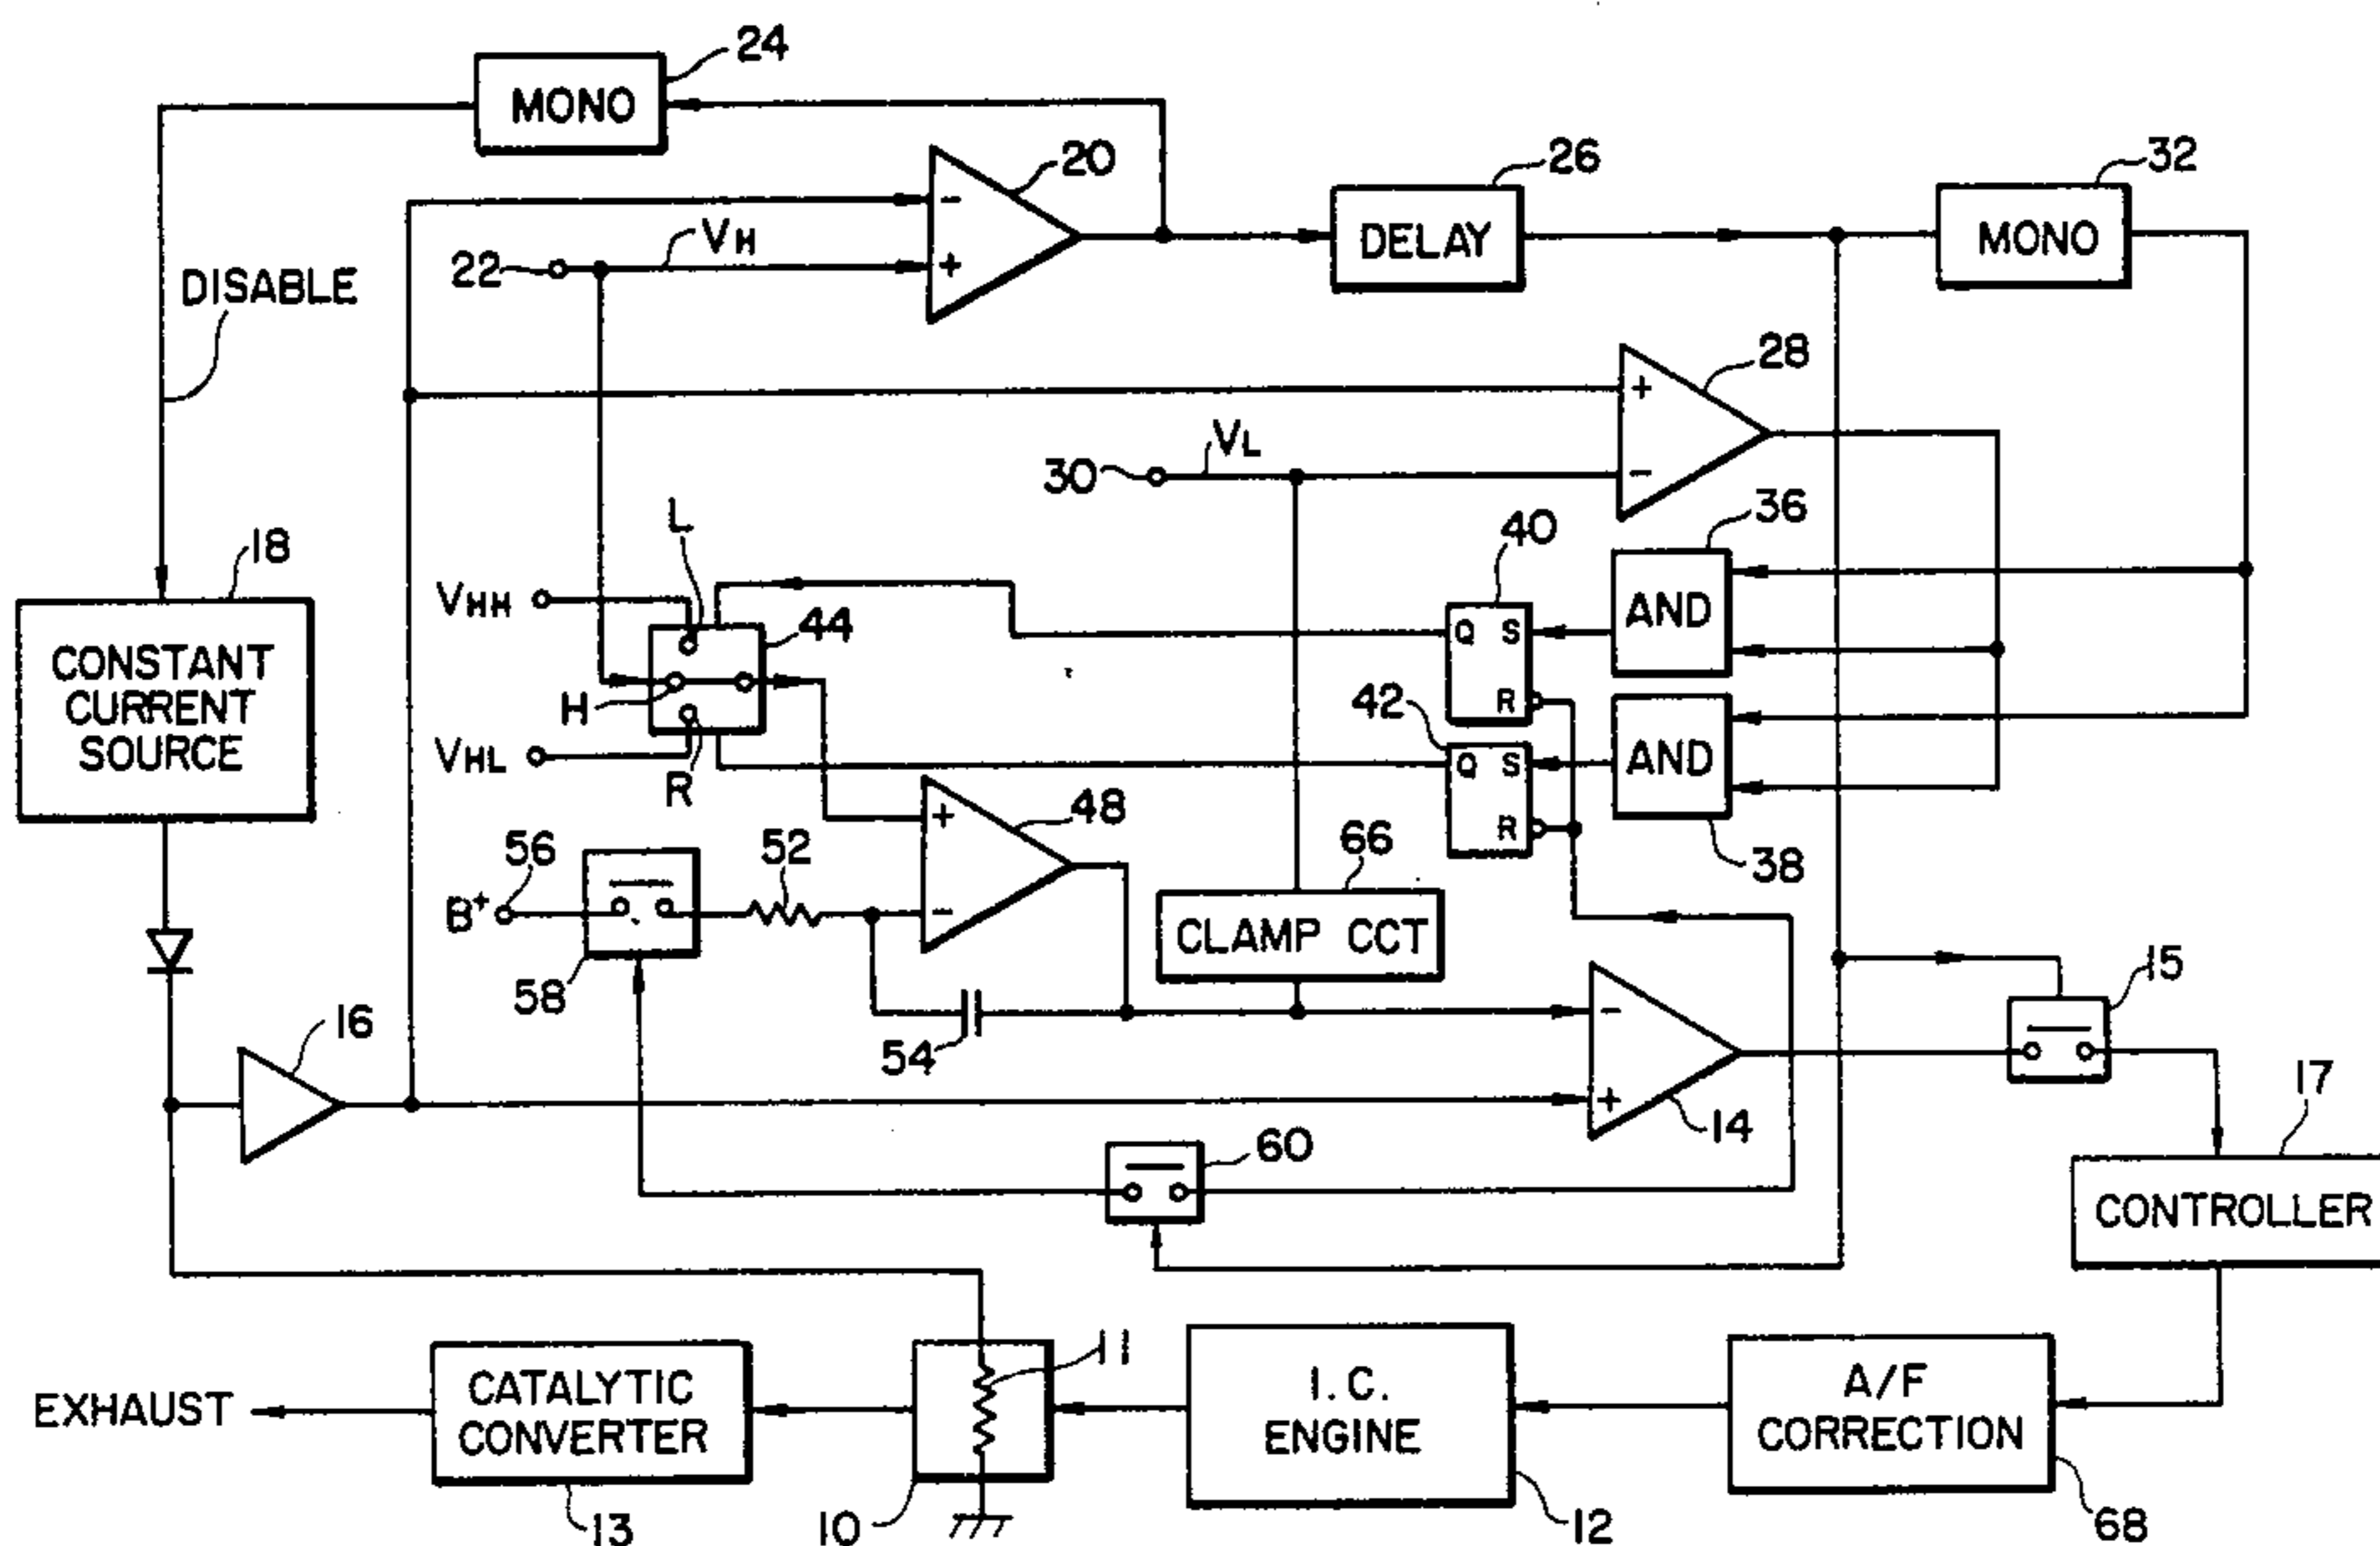 24
MONO
20
26
32
VH
22
DELAY
MONO
DISABLE
28
VL
30
L
36
40
18
VHH
44
AND
Q S
CONSTANT
CURRENT
SOURCE
H
42
R
VHL
R
Q S
AND
48
52
66
56
R
38
B+
CLAMP CCT
15
58
16
54
17
14
60
CONTROLLER
11
CATALYTIC
CONVERTER
I.C.
ENGINE
A/F
CORRECTION
EXHAUST
13
10
12
68
- +
+ -
+ -
- +